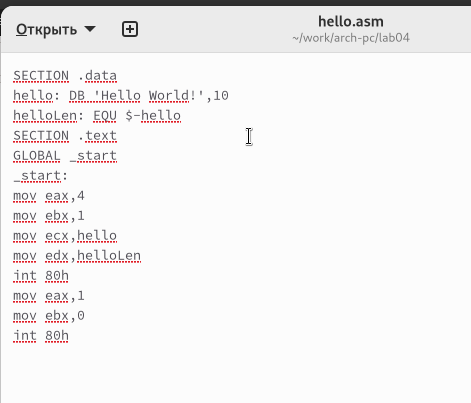 Открыть
hello.asm
~/work/arch-pc/lab04
SECTION .data
hello: DB 'Hello World!',10
helloLen: EQU $-hello
SECTION .text
GLOBAL _start
_start:
mov eax,4
mov ebx,1
mov ecx,hello
mov edx,helloLen
int 80h
mov eax,1
mov ebx,0
int 80h